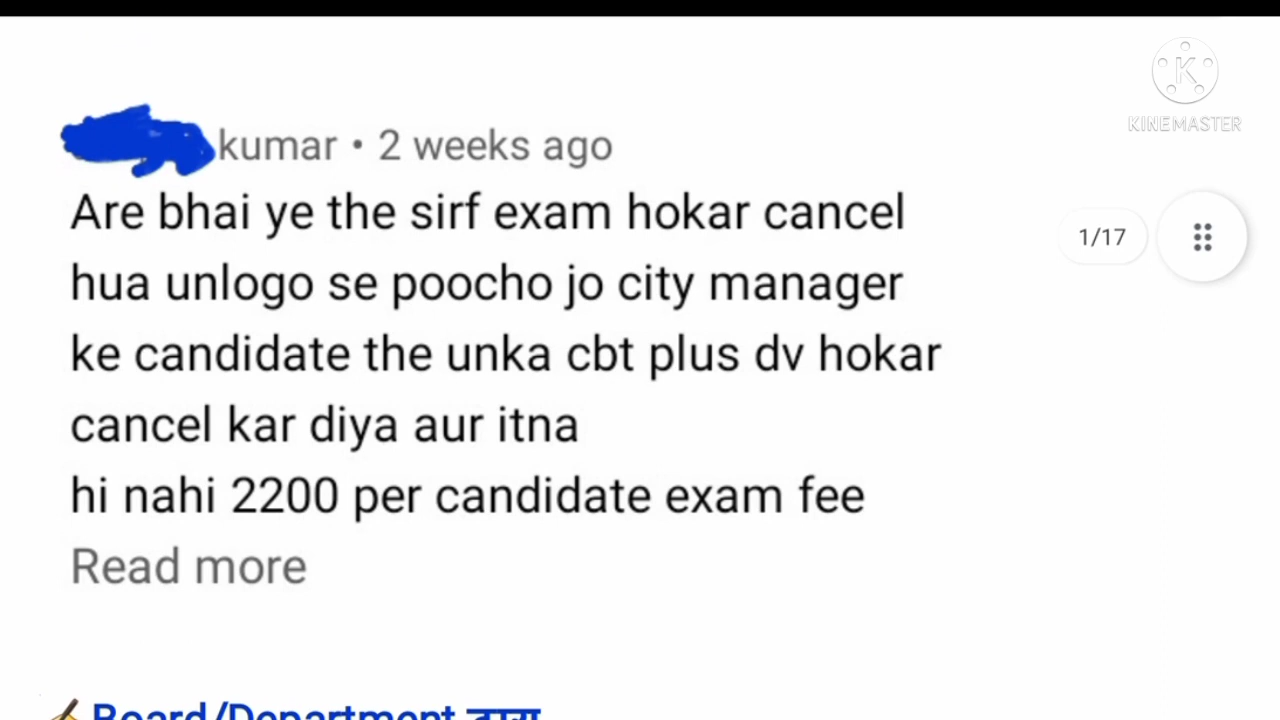 KINEMASTER
kumar • 2 weeks ago
Are bhai ye the sirf exam hokar cancel
hua unlogo se poocho jo city manager
ke candidate the unka cbt plus dv hokar
cancel kar diya aur itna
hi nahi 2200 per candidate exam fee
Read more
1/17
Board/Department द्वारा